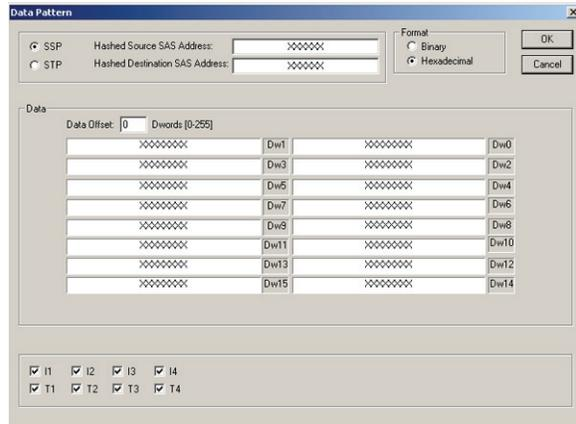 Data Pattern
SSP Hashed Source SAS Address: XXXXXX
STP Hashed Destination SAS Address: XXXXXX
Format
Binary
Hexadecimal
OK
Cancel
Data
Data Offset: 0 Dwords [0-255]
XXXXXXXX Dw1 XXXXXXXX Dw0
XXXXXXXX Dw3 XXXXXXXX Dw2
XXXXXXXX Dw5 XXXXXXXX Dw4
XXXXXXXX Dw7 XXXXXXXX Dw6
XXXXXXXX Dw9 XXXXXXXX Dw8
XXXXXXXX Dw11 XXXXXXXX Dw10
XXXXXXXX Dw13 XXXXXXXX Dw12
XXXXXXXX Dw15 XXXXXXXX Dw14
I1 I2 I3 I4
T1 T2 T3 T4